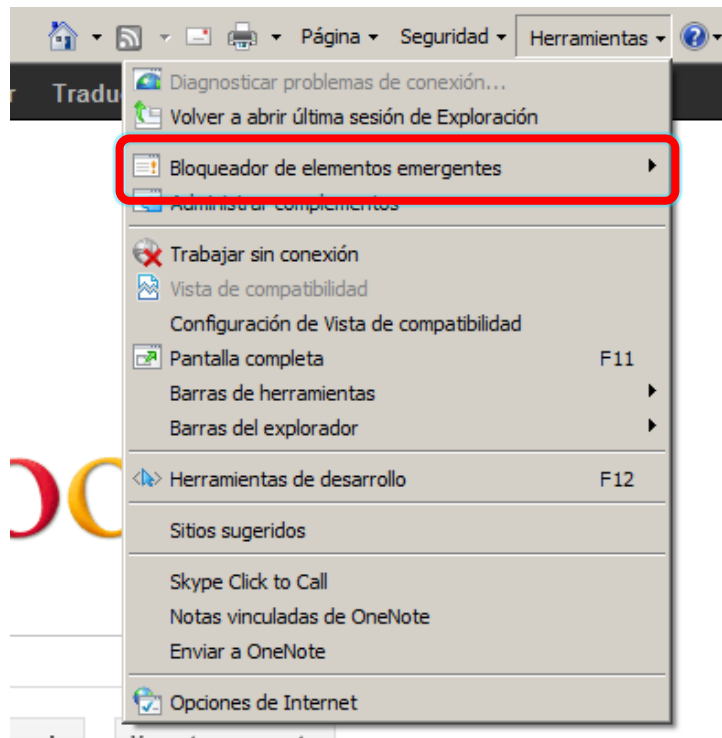 Página Seguridad Herramientas
Tradu
Diagnosticar problemas de conexión...
Volver a abrir última sesión de Exploración
Bloqueador de elementos emergentes
Administrar complementos
Trabajar sin conexión
Vista de compatibilidad
Configuración de Vista de compatibilidad
Pantalla completa F11
Barras de herramientas
Barras del explorador
Herramientas de desarrollo F12
Sitios sugeridos
Skype Click to Call
Notas vinculadas de OneNote
Enviar a OneNote
Opciones de Internet